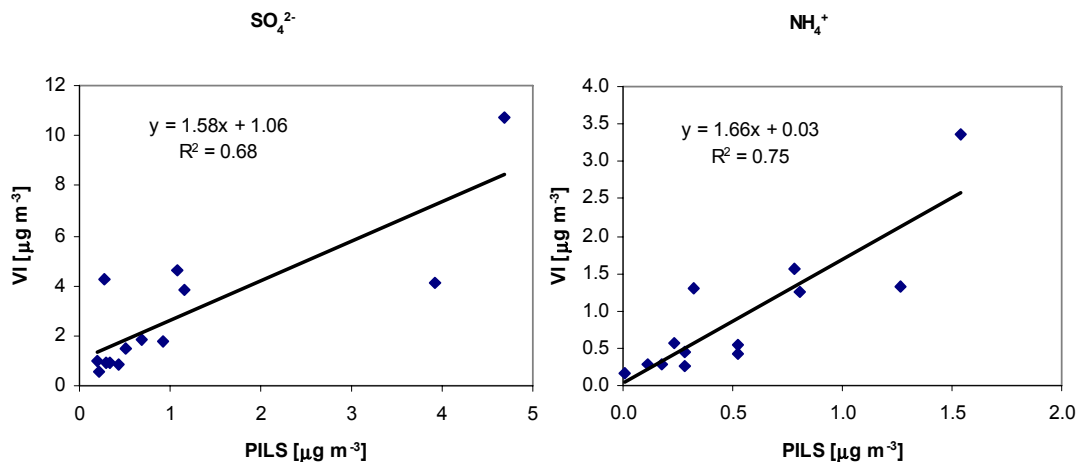 SO₄²⁻
12
10
8
6
4
2
0
VI [μg m⁻³]
y = 1.58x + 1.06
R² = 0.68
0 1 2 3 4 5
PILS [μg m⁻³]
NH₄⁺
4.0
3.5
3.0
2.5
2.0
1.5
1.0
0.5
0.0
VI [μg m⁻³]
y = 1.66x + 0.03
R² = 0.75
0.0 0.5 1.0 1.5 2.0
PILS [μg m⁻³]